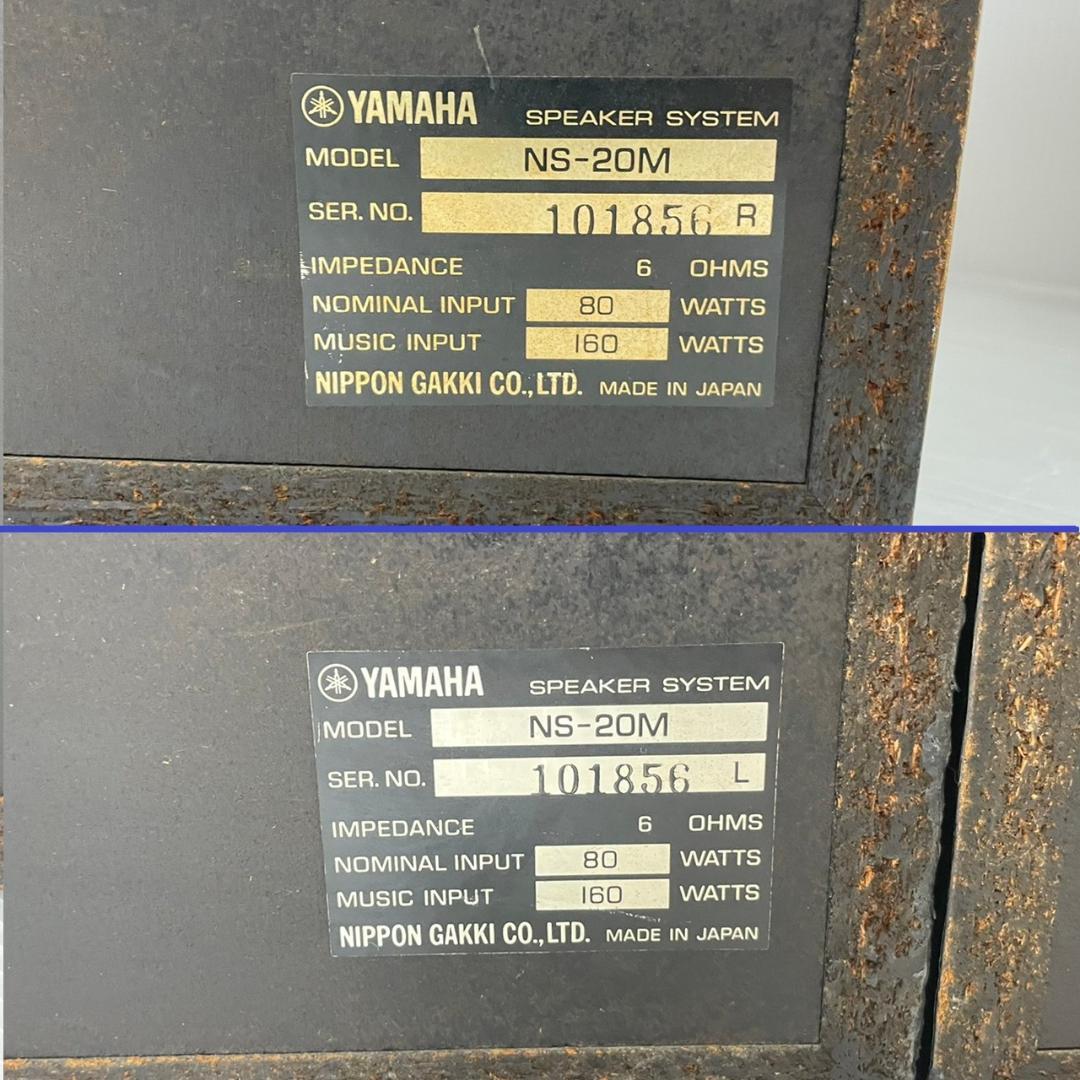 YAMAHA SPEAKER SYSTEM
MODEL NS-20M
SER. NO. 101856 R
IMPEDANCE 6 OHMS
NOMINAL INPUT 80 WATTS
MUSIC INPUT 160 WATTS
NIPPON GAKKI CO., LTD. MADE IN JAPAN
YAMAHA SPEAKER SYSTEM
MODEL NS-20M
SER. NO. 101856 L
IMPEDANCE 6 OHMS
NOMINAL INPUT 80 WATTS
MUSIC INPUT 160 WATTS
NIPPON GAKKI CO., LTD. MADE IN JAPAN